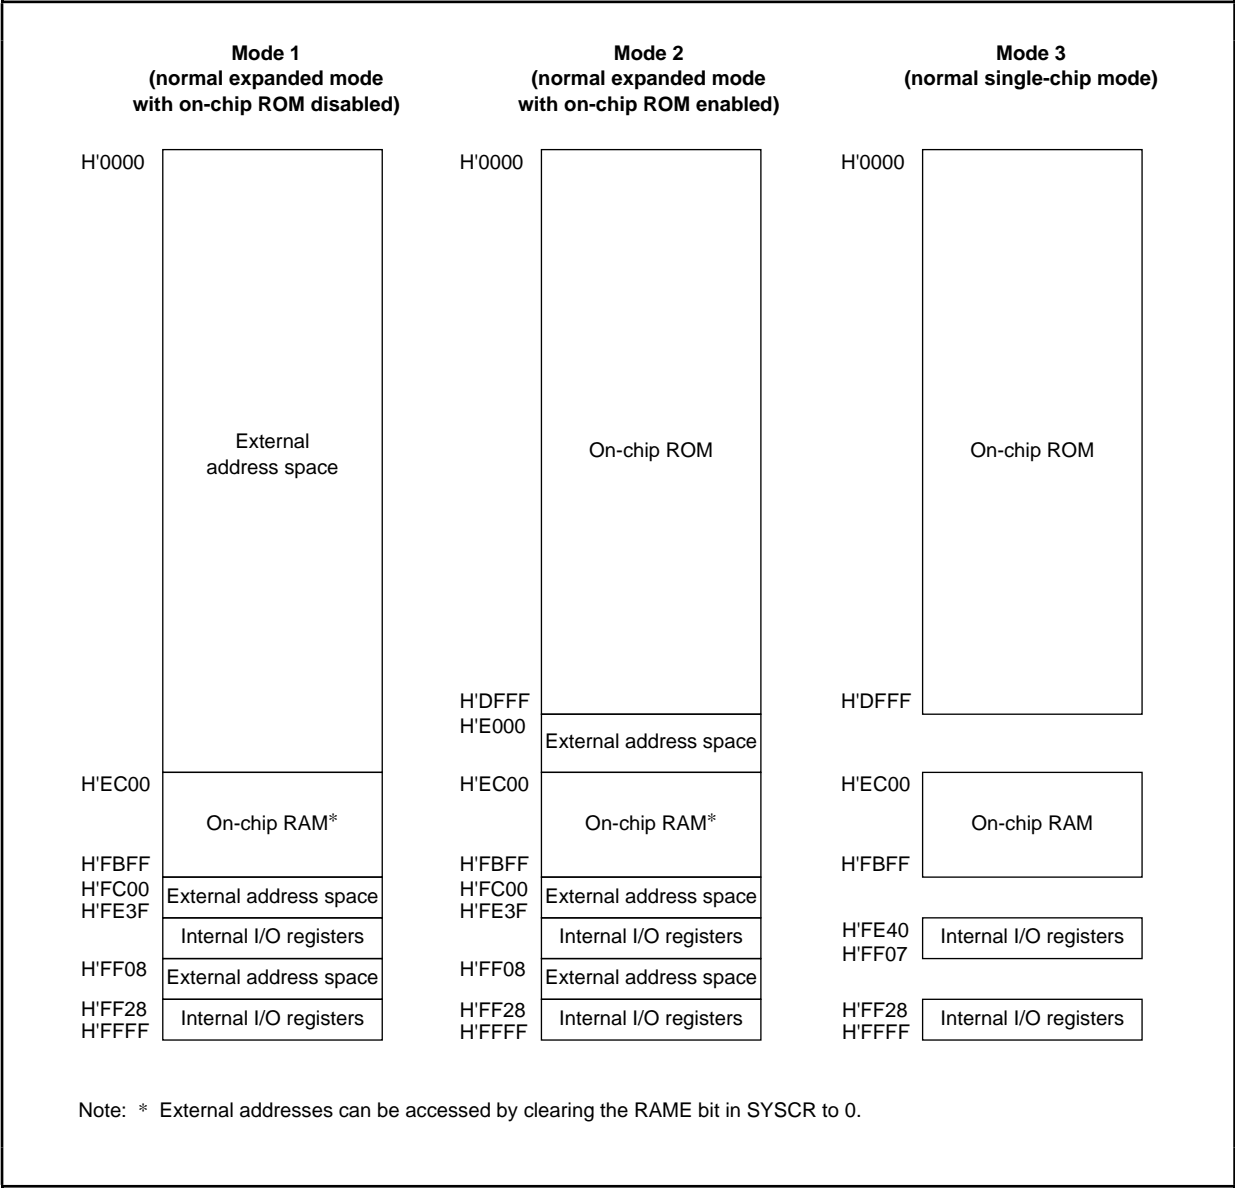 Mode 1
(normal expanded mode
with on-chip ROM disabled)
Mode 2
(normal expanded mode
with on-chip ROM enabled)
Mode 3
(normal single-chip mode)
H'0000
External
address space
H'EC00
On-chip RAM*
H'FBFF
H'FC00
External address space
H'FE3F
Internal I/O registers
H'FF08
External address space
H'FF28
Internal I/O registers
H'FFFF
H'0000
On-chip ROM
H'DFFF
H'E000
External address space
H'EC00
On-chip RAM*
H'FBFF
H'FC00
External address space
H'FE3F
Internal I/O registers
H'FF08
External address space
H'FF28
Internal I/O registers
H'FFFF
H'0000
On-chip ROM
H'DFFF
H'EC00
On-chip RAM
H'FBFF
H'FE40
Internal I/O registers
H'FF07
H'FF28
Internal I/O registers
H'FFFF
Note: * External addresses can be accessed by clearing the RAME bit in SYSCR to 0.